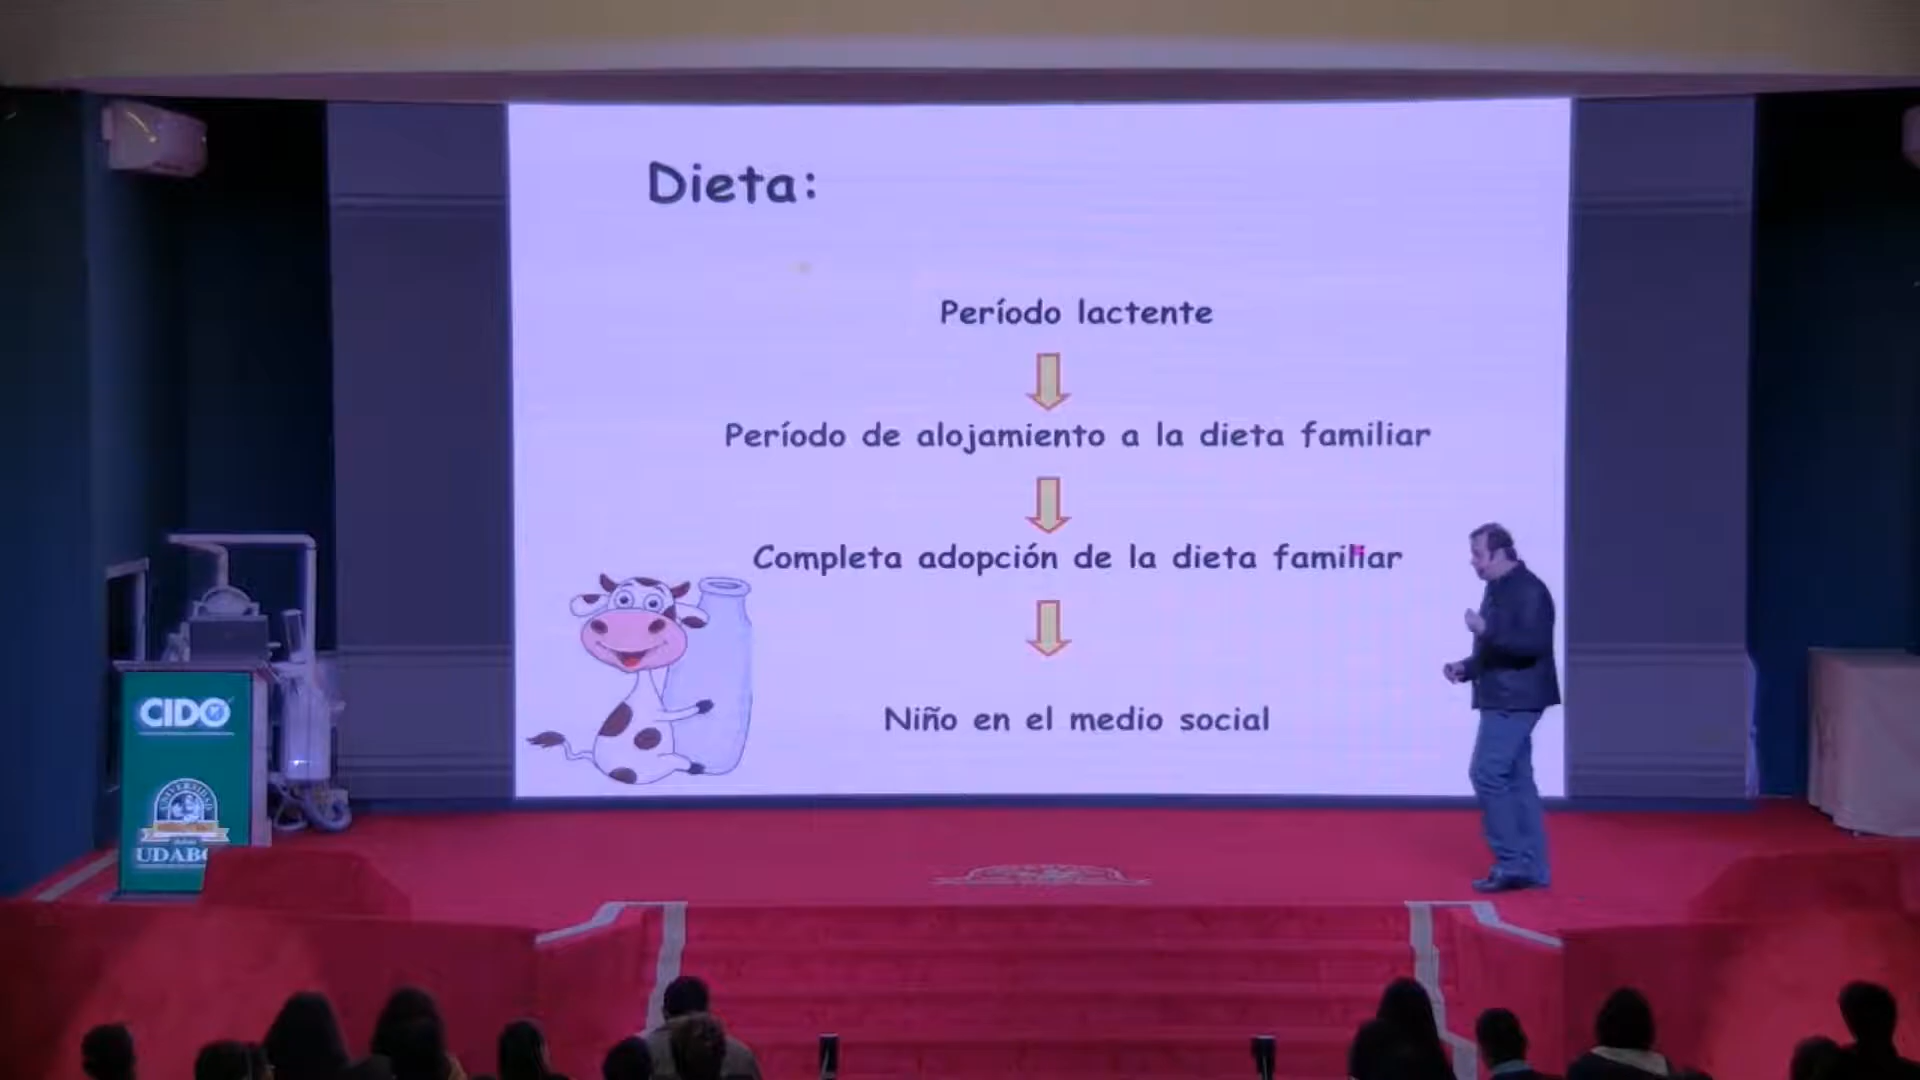 Dieta:
Período lactente
Período de alojamiento a la dieta familiar
Completa adopción de la dieta familiar
Niño en el medio social
CIDO
UNIVERSIDAD